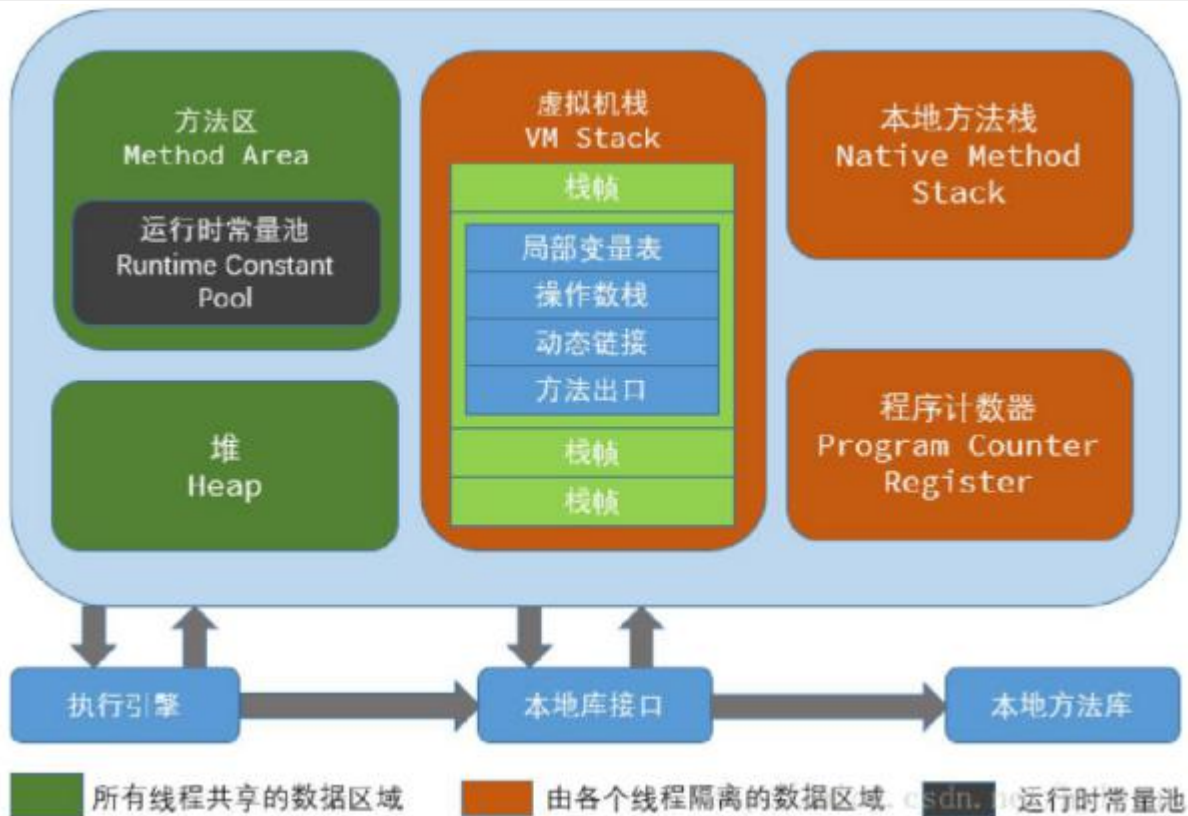 方法区
Method Area
运行时常量池
Runtime Constant
Pool
堆
Heap
虚拟机栈
VM Stack
栈帧
局部变量表
操作数栈
动态链接
方法出口
栈帧
栈帧
本地方法栈
Native Method
Stack
程序计数器
Program Counter
Register
执行引擎
本地库接口
本地方法库
所有线程共享的数据区域
由各个线程隔离的数据区域
运行时常量池